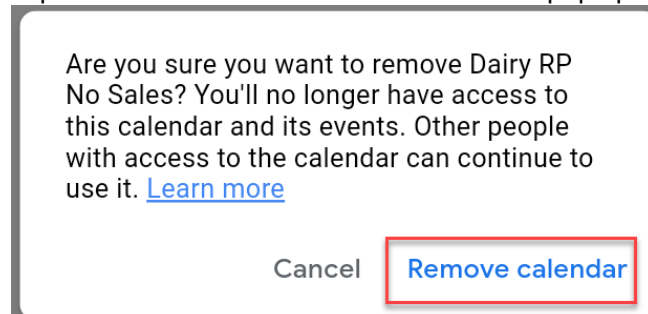 Are you sure you want to remove Dairy RP
No Sales? You'll no longer have access to
this calendar and its events. Other people
with access to the calendar can continue to
use it. Learn more
Cancel Remove calendar